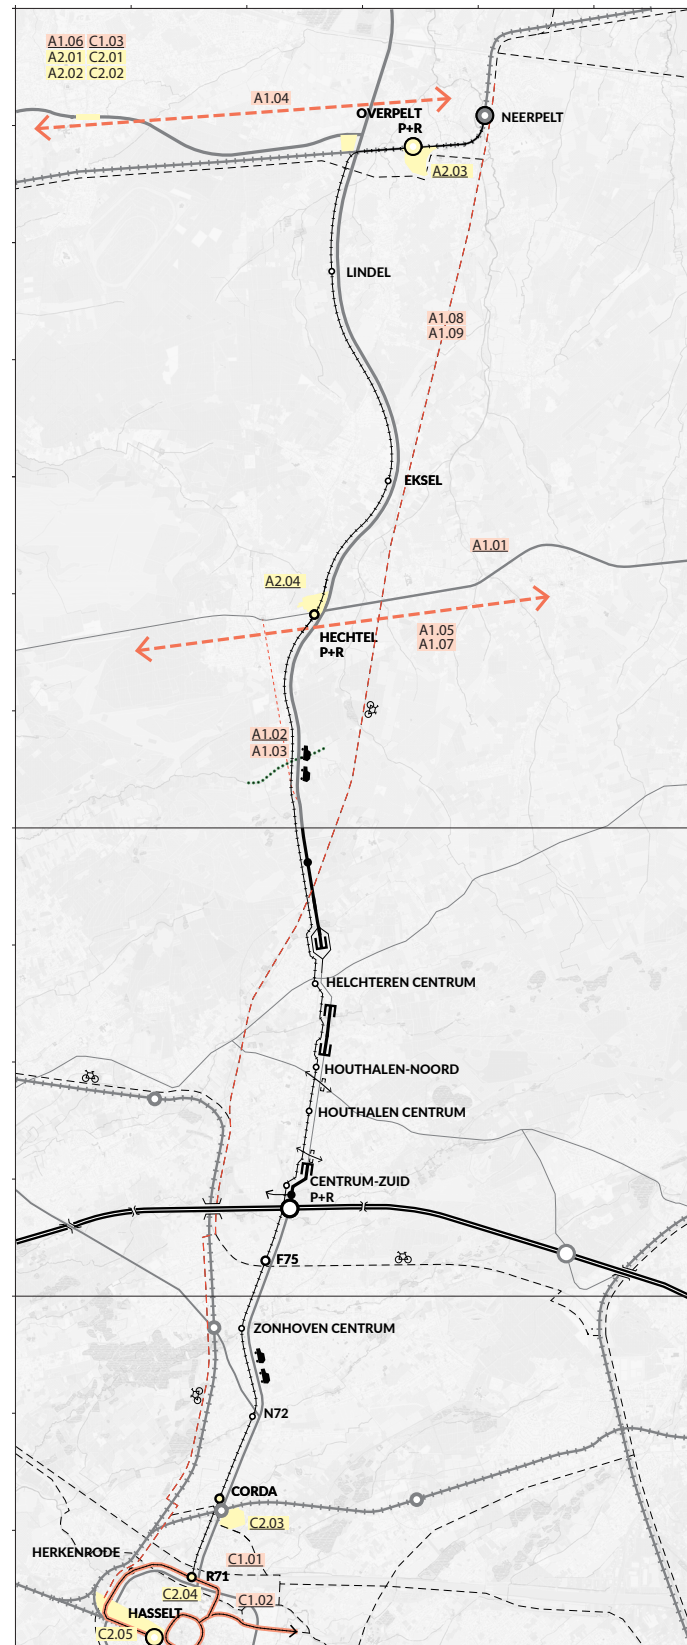 A1.06 C1.03
A2.01 C2.01
A2.02 C2.02
A1.04
OVERPELT
P+R
NEERPELT
A2.03
LINDEL
A1.08
A1.09
EKSEL
A1.01
A2.04
HECHTEL
P+R
A1.05
A1.07
A1.02
A1.03
HELCHTEREN CENTRUM
HOUTHALEN-NOORD
HOUTHALEN CENTRUM
CENTRUM-ZUID
P+R
F75
ZONHOVEN CENTRUM
N72
CORDA
C2.03
HERKENRODE
C1.01
R71
C2.04
C1.02
HASSELT
C2.05